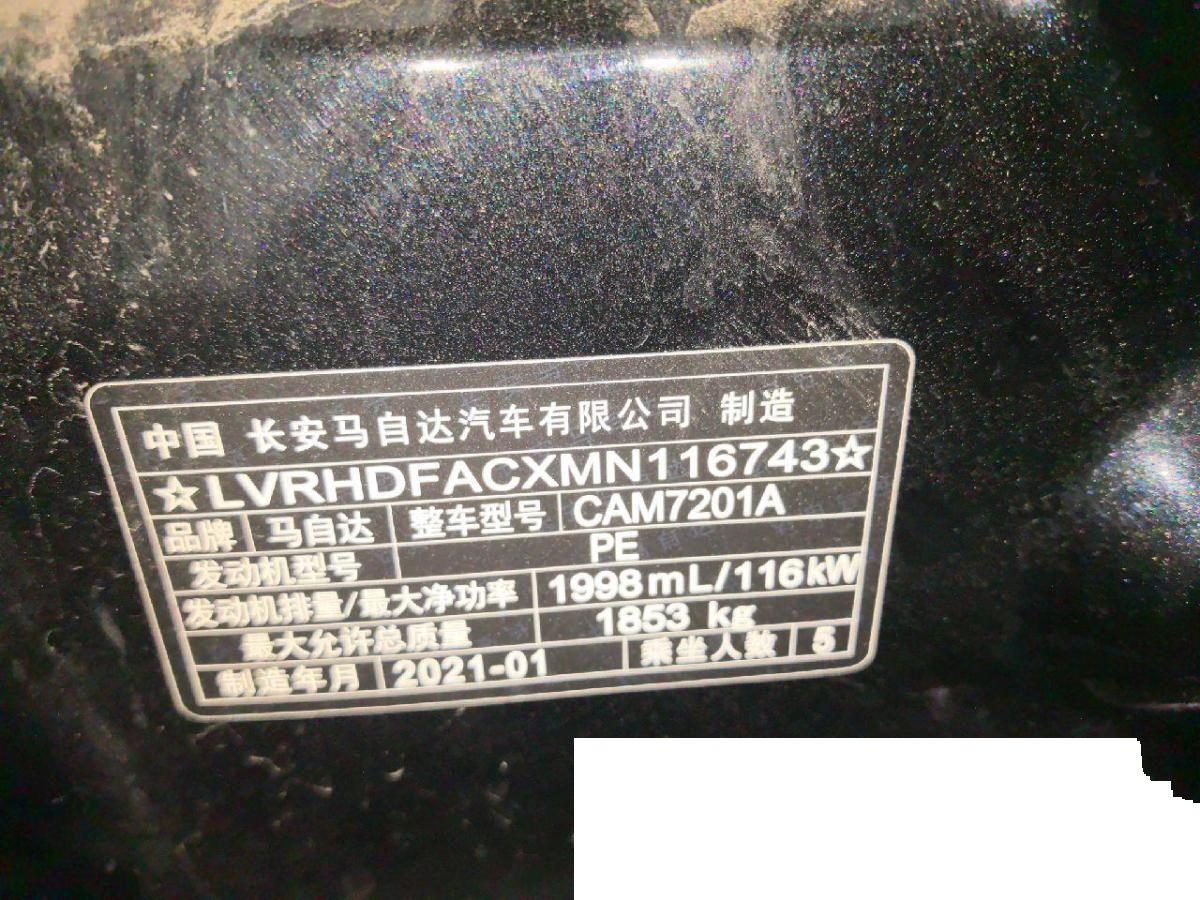 中国 长安马自达汽车有限公司 制造
☆LVRHDFACXMN116743☆
品牌 马自达 整车型号 CAM7201A
发动机型号 PE
发动机排量/最大净功率 1998mL/116kW
最大允许总质量 1853 kg
制造年月 2021-01 乘坐人数 5